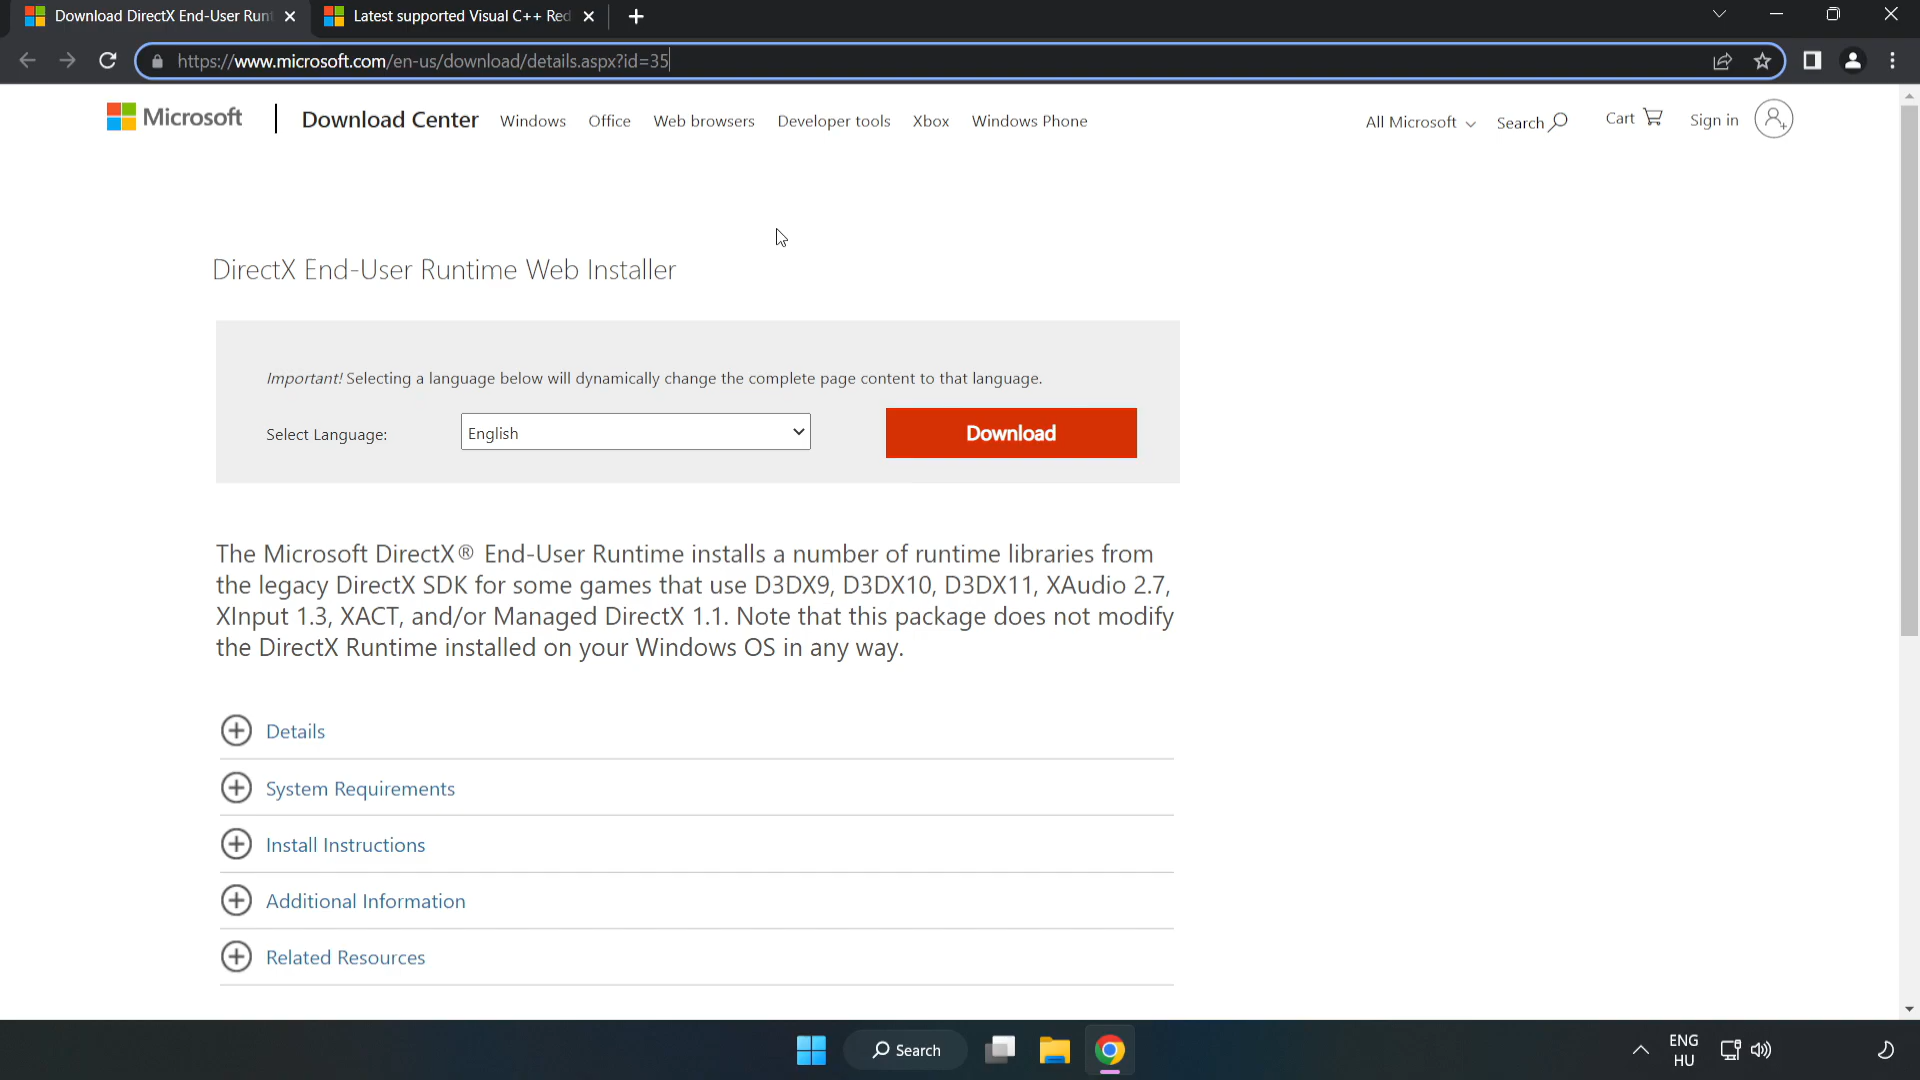 Download DirectX End-User Runt
Latest supported Visual C++ Red
https://www.microsoft.com/en-us/download/details.aspx?id=35
Microsoft
Download Center
Windows
Office
Web browsers
Developer tools
Xbox
Windows Phone
All Microsoft
Search
Cart
Sign in
DirectX End-User Runtime Web Installer
Important! Selecting a language below will dynamically change the complete page content to that language.
Select Language:
English
Download
The Microsoft DirectX® End-User Runtime installs a number of runtime libraries from
the legacy DirectX SDK for some games that use D3DX9, D3DX10, D3DX11, XAudio 2.7,
XInput 1.3, XACT, and/or Managed DirectX 1.1. Note that this package does not modify
the DirectX Runtime installed on your Windows OS in any way.
Details
System Requirements
Install Instructions
Additional Information
Related Resources
Search
ENG
HU